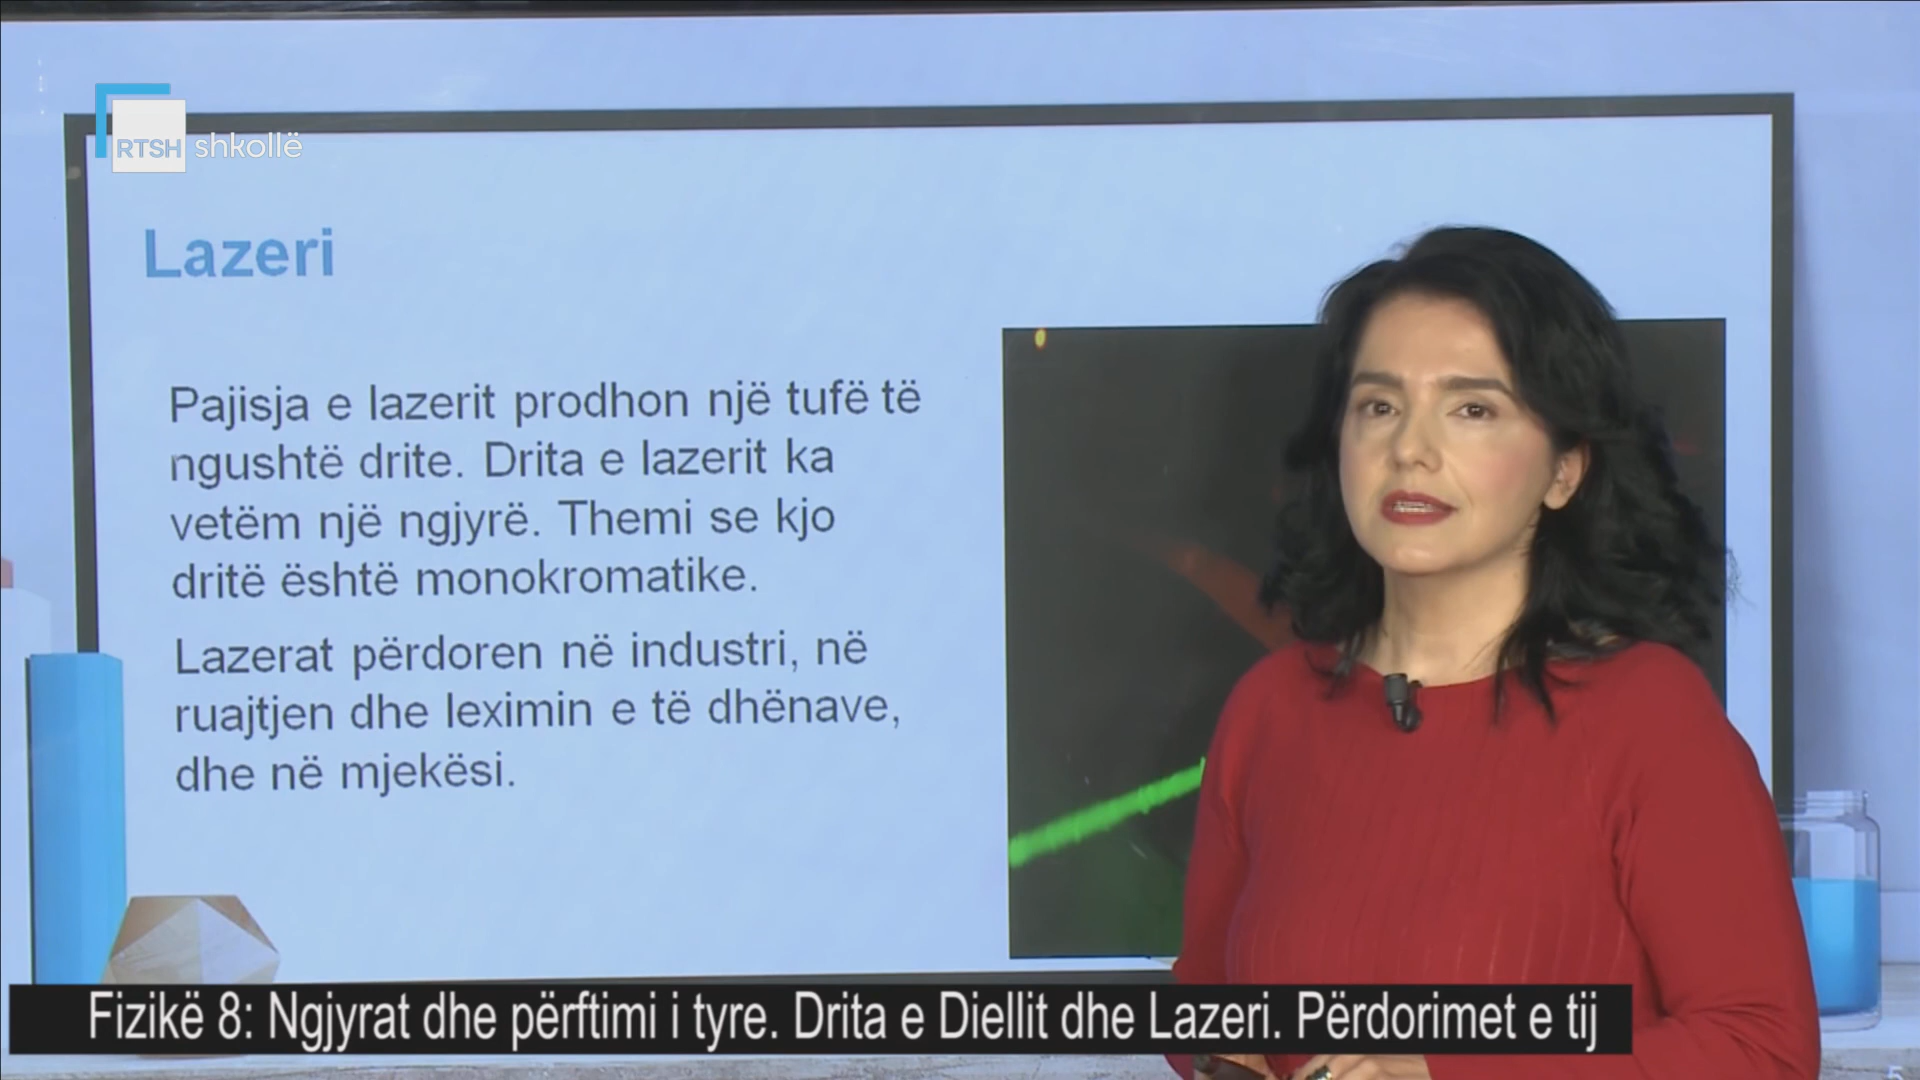 RTSH shkollë
Lazeri
Pajisja e lazerit prodhon një tufë të
ngushtë drite. Drita e lazerit ka
vetëm një ngjyrë. Themi se kjo
dritë është monokromatike.
Lazerat përdoren në industri, në
ruajtjen dhe leximin e të dhënave,
dhe në mjekësi.
Fizikë 8: Ngjyrat dhe përftimi i tyre. Drita e Diellit dhe Lazeri. Përdorimet e tij
5